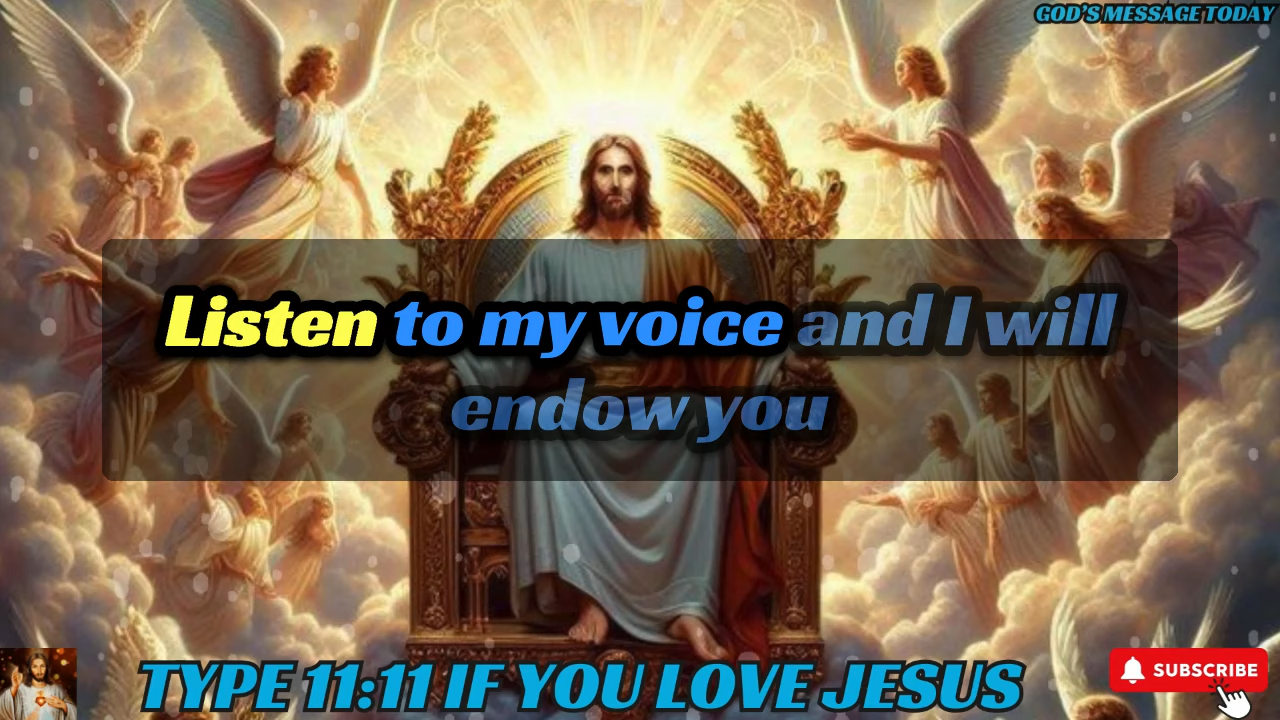 GOD'S MESSAGE TODAY
Listen to my voice and I will
endow you
TYPE 11:11 IF YOU LOVE JESUS
SUBSCRIBE